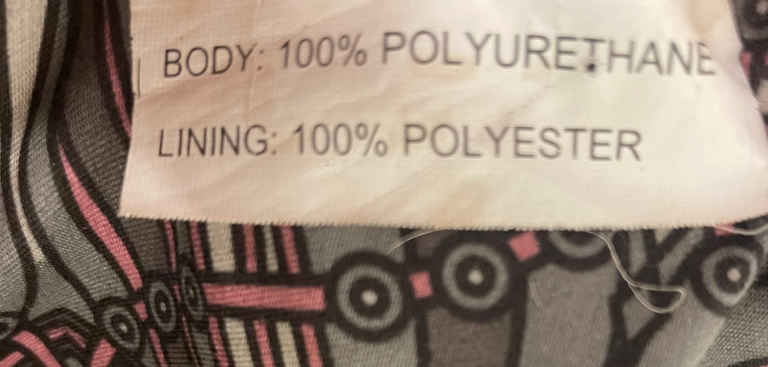 BODY: 100% POLYURETHANE
LINING: 100% POLYESTER